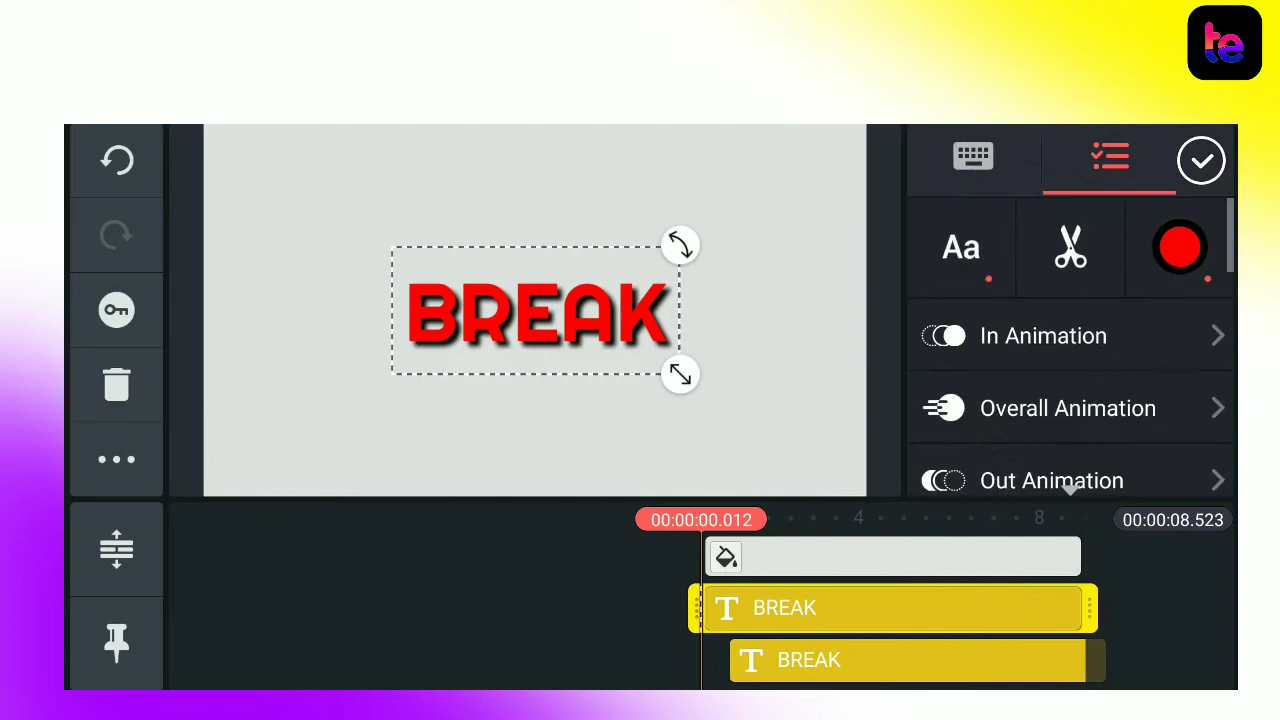 te
BREAK
Aa
In Animation
Overall Animation
Out Animation
00:00:00.012
4
8
00:00:08.523
T BREAK
T BREAK